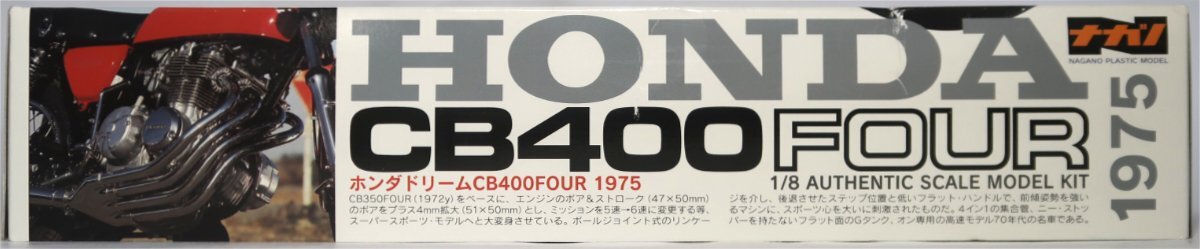 HONDA
ナガノ
NAGANO PLASTIC MODEL
CB400 FOUR
1975
ホンダドリームCB400FOUR 1975
1/8 AUTHENTIC SCALE MODEL KIT
CB350FOUR(1972y)をベースに、エンジンのボア&ストローク(47×50mm)
のボアをプラス4mm拡大(51×50mm)とし、ミッションを5速→6速に変更する等、
スーパースポーツ・モデルへと大変身させている。ボールジョイント式のリンケー
ジを介し、後退させたステップ位置と低いフラット・ハンドルで、前傾姿勢を強い
るマシンに、スポーツ心を大いに刺激されたものだ。4イン1の集合管、ニー・ストッ
パーを持たないフラット面のGタンク、オン専用の高速モデル70年代の名車である。